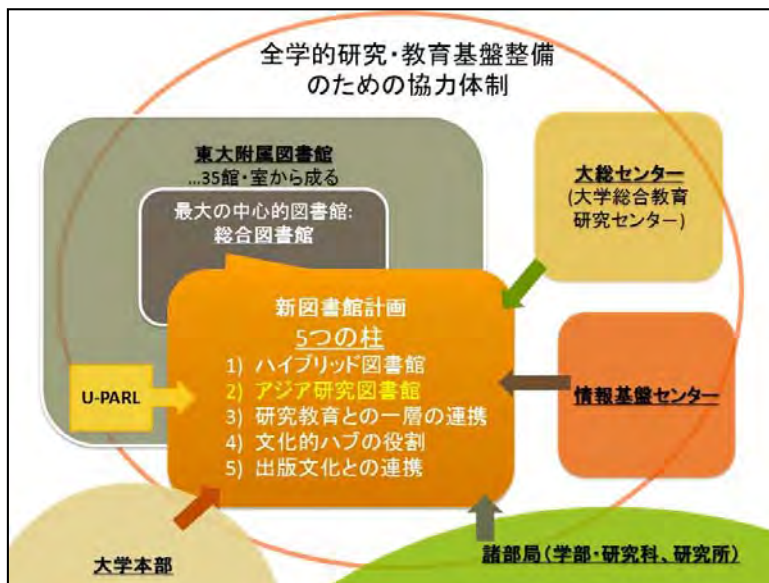 全学的研究・教育基盤整備
のための協力体制
東大附属図書館
…35館・室から成る
最大の中心的図書館:
総合図書館
大総センター
(大学総合教育
研究センター)
新図書館計画
5つの柱
1) ハイブリッド図書館
2) アジア研究図書館
3) 研究教育との一層の連携
4) 文化的ハブの役割
5) 出版文化との連携
U-PARL
情報基盤センター
大学本部
諸部局(学部・研究科、研究所)